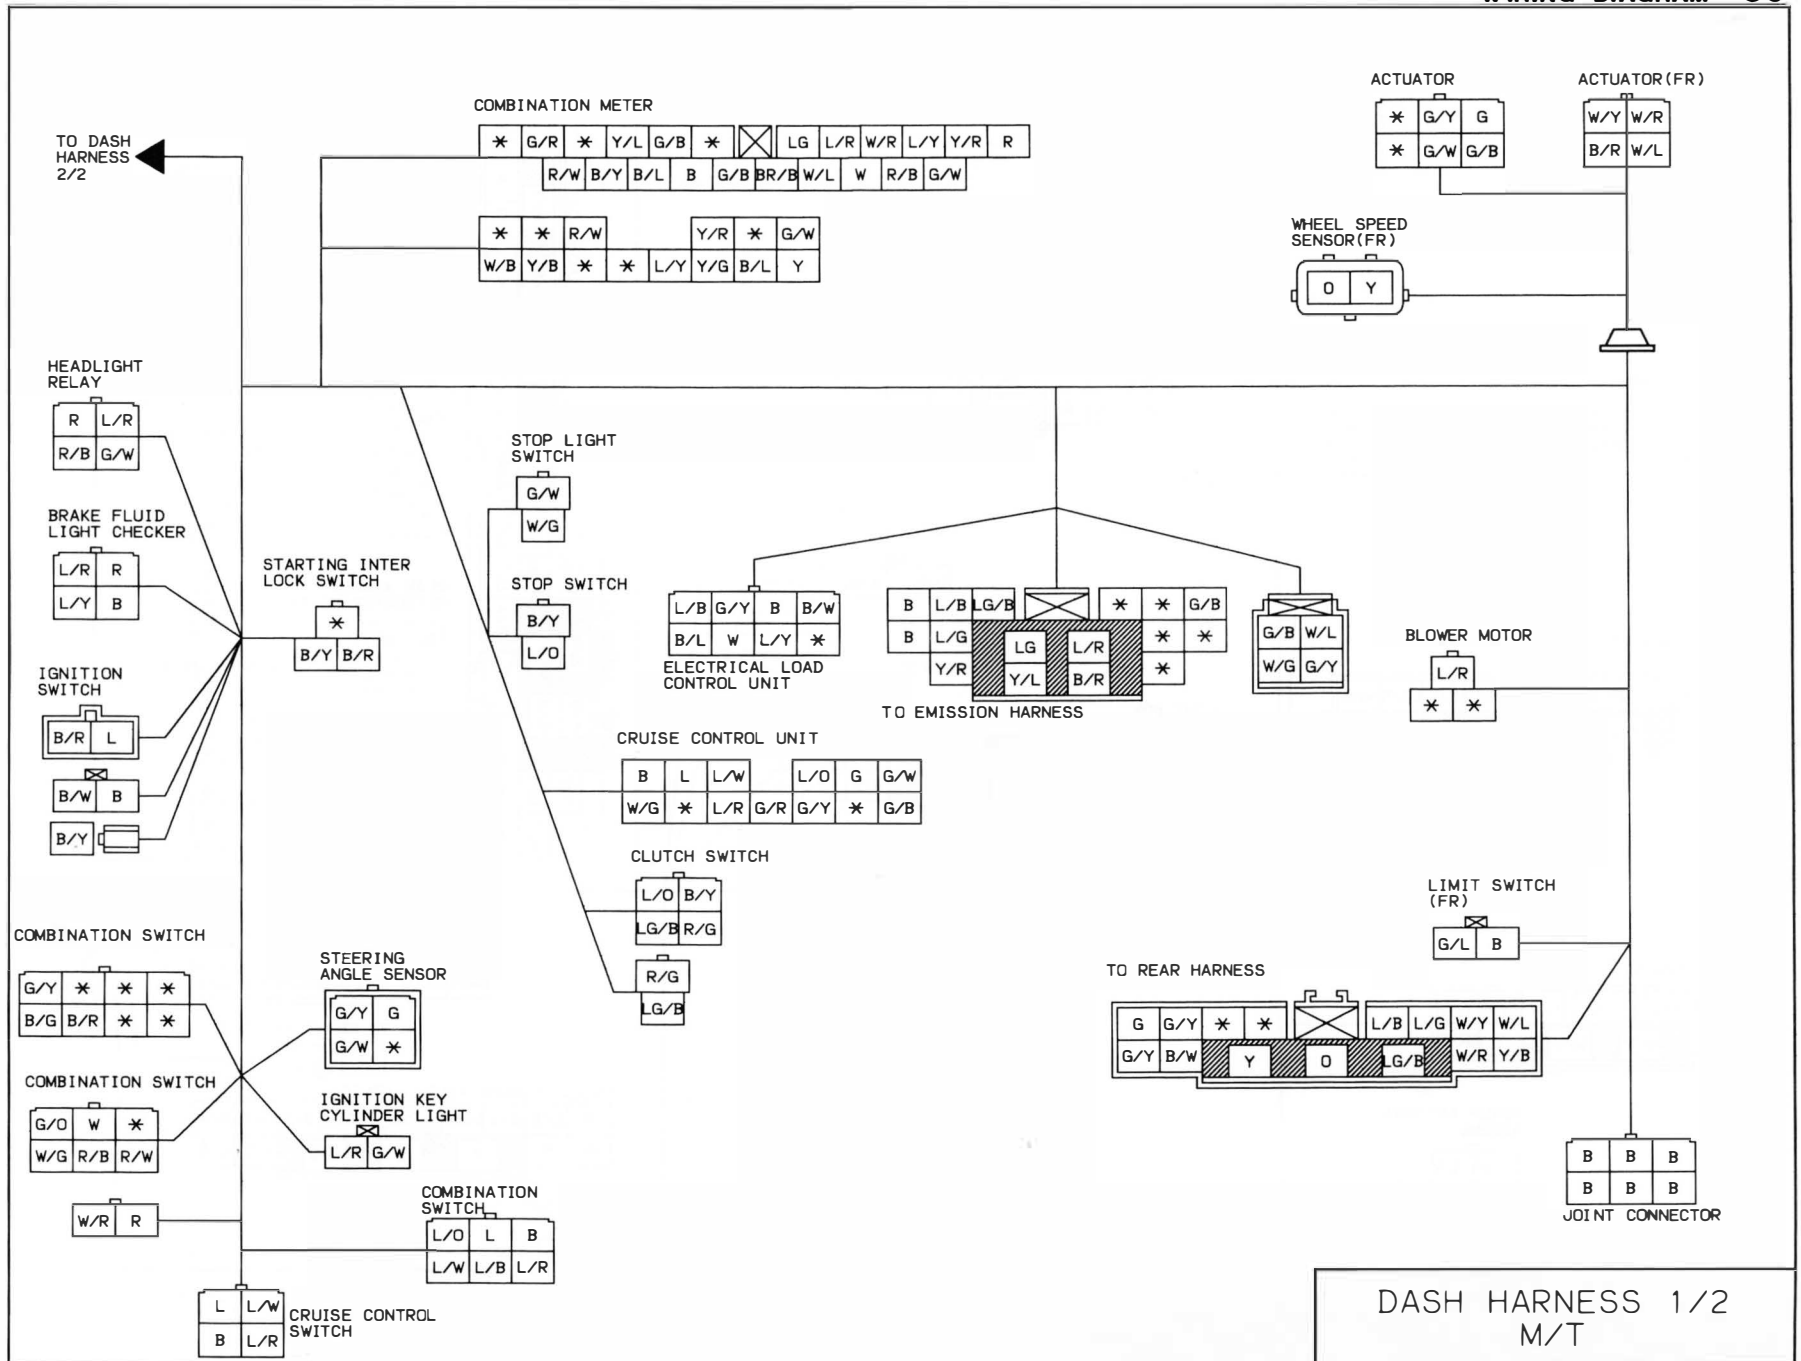 ACTUATOR
* G/Y G
* G/W G/B
ACTUATOR(FR)
W/Y W/R
B/R W/L
COMBINATION METER
* G/R * Y/L G/B * LG L/R W/R L/Y Y/R R
R/W B/Y B/L B G/B BR/B W/L W R/B G/W
* * R/W Y/R * G/W
W/B Y/B * * L/Y Y/G B/L Y
TO DASH
HARNESS
2/2
WHEEL SPEED
SENSOR(FR)
O Y
HEADLIGHT
RELAY
R L/R
R/B G/W
BRAKE FLUID
LIGHT CHECKER
L/R R
L/Y B
STARTING INTER
LOCK SWITCH
*
B/Y B/R
IGNITION
SWITCH
B/R L
B/W B
B/Y
STOP LIGHT
SWITCH
G/W
W/G
STOP SWITCH
B/Y
L/O
L/B G/Y B B/W
B/L W L/Y *
ELECTRICAL LOAD
CONTROL UNIT
B L/B LG/B * * G/B
B L/G LG L/R * *
Y/R Y/L B/R *
TO EMISSION HARNESS
G/B W/L
W/G G/Y
BLOWER MOTOR
L/R
* *
CRUISE CONTROL UNIT
B L L/W L/O G G/W
W/G * L/R G/R G/Y * G/B
CLUTCH SWITCH
L/O B/Y
LG/B R/G
R/G
LG/B
LIMIT SWITCH
(FR)
G/L B
COMBINATION SWITCH
G/Y * * *
B/G B/R * *
STEERING
ANGLE SENSOR
G/Y G
G/W *
TO REAR HARNESS
G G/Y * * L/B L/G W/Y W/L
G/Y B/W Y O LG/B W/R Y/B
COMBINATION SWITCH
G/O W *
W/G R/B R/W
W/R R
IGNITION KEY
CYLINDER LIGHT
L/R G/W
COMBINATION
SWITCH
L/O L B
L/W L/B L/R
B B B
B B B
JOINT CONNECTOR
L L/W
B L/R
CRUISE CONTROL
SWITCH
DASH HARNESS 1/2
M/T